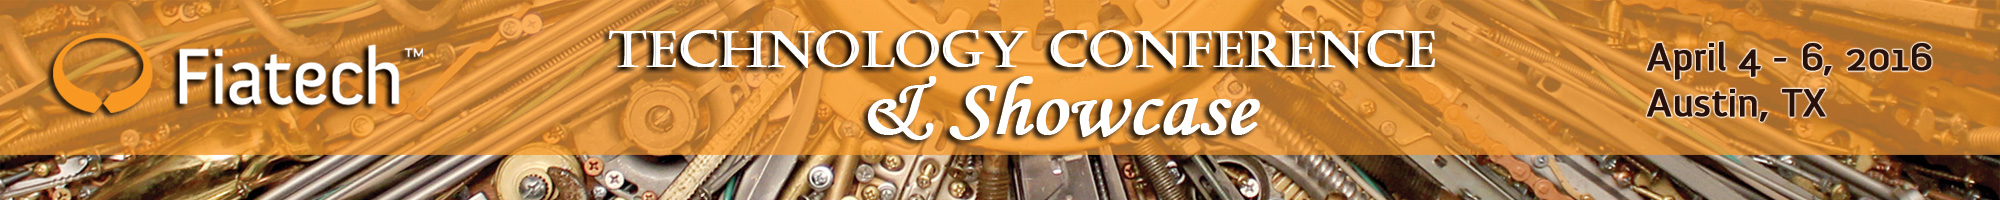 Fiatech™
TECHNOLOGY CONFERENCE
& Showcase
April 4 - 6, 2016
Austin, TX